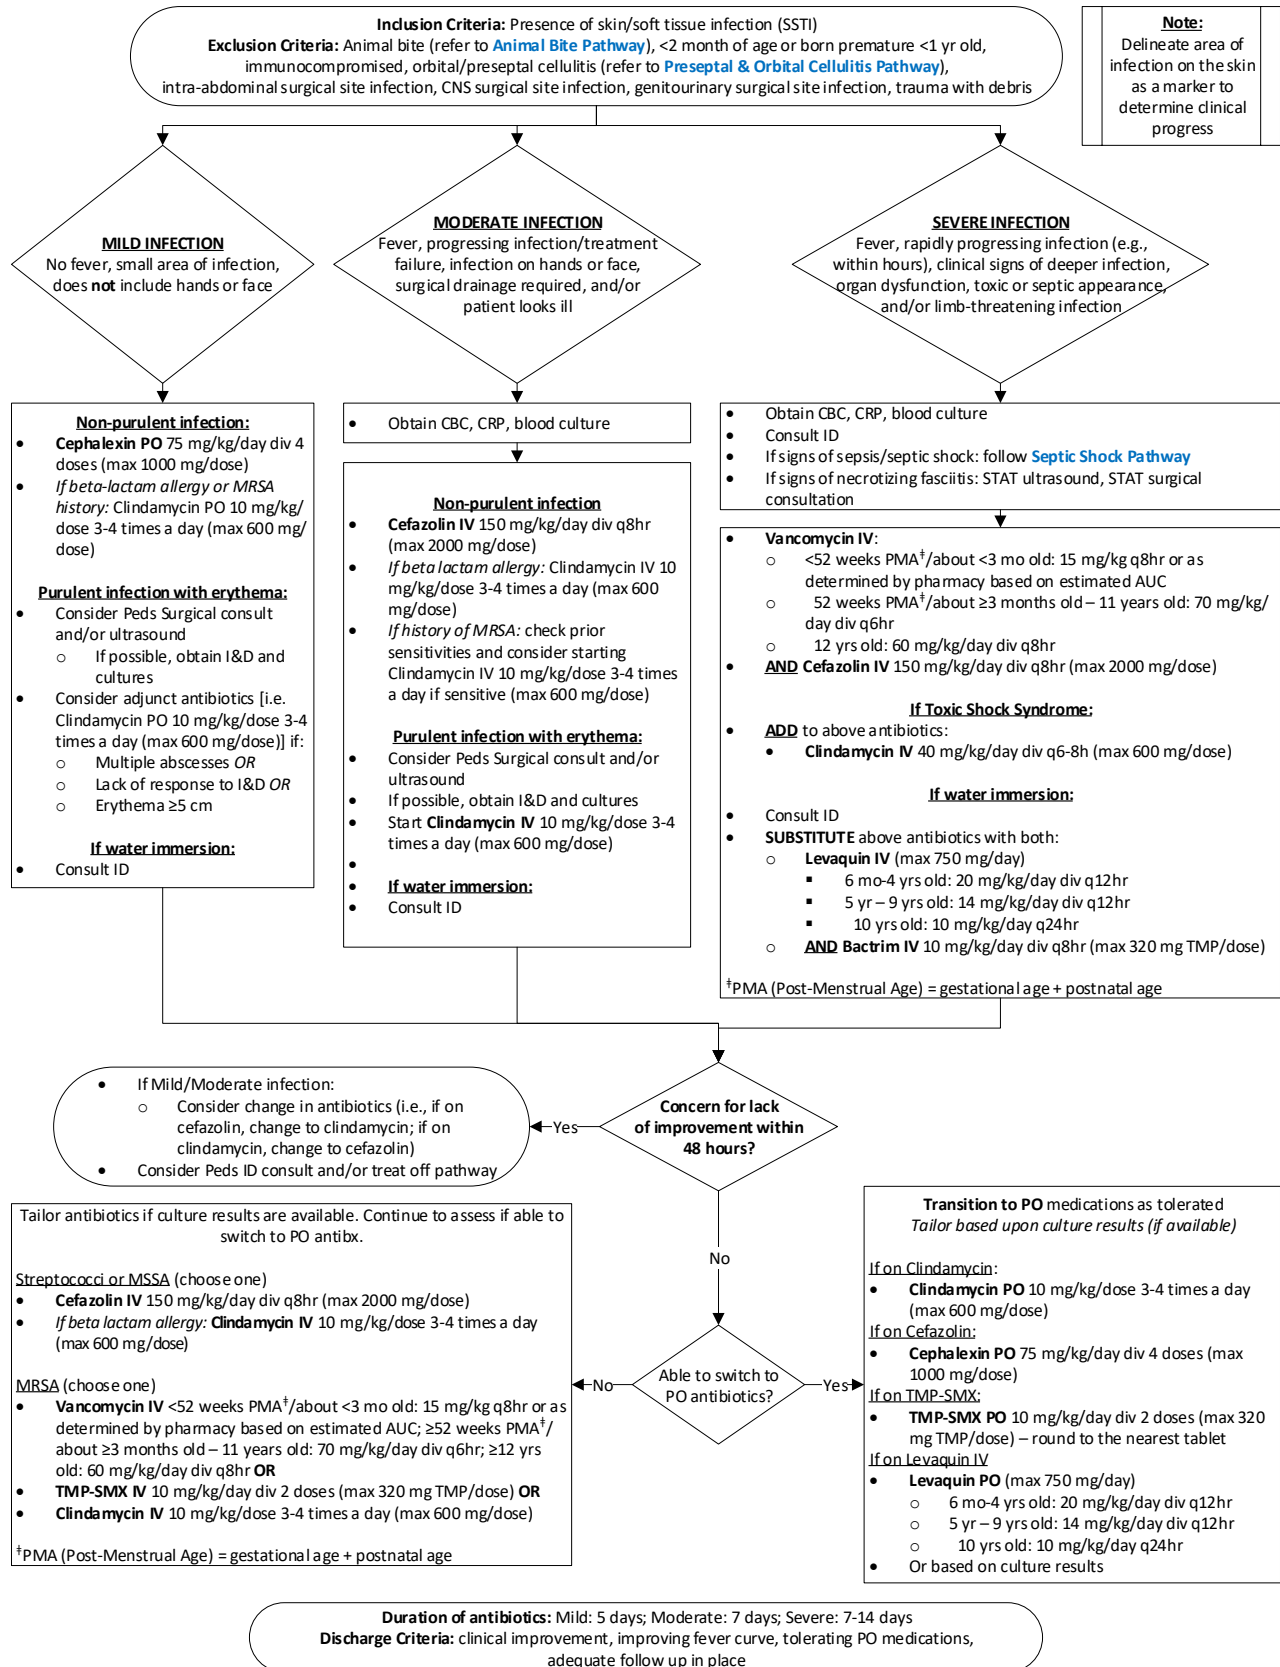 Inclusion Criteria: Presence of skin/soft tissue infection (SSTI)
Exclusion Criteria: Animal bite (refer to Animal Bite Pathway), <2 month of age or born premature <1 yr old,
immunocompromised, orbital/preseptal cellulitis (refer to Preseptal & Orbital Cellulitis Pathway),
intra-abdominal surgical site infection, CNS surgical site infection, genitourinary surgical site infection, trauma with debris
Note:
Delineate area of
infection on the skin
as a marker to
determine clinical
progress
MILD INFECTION
No fever, small area of infection,
does not include hands or face
MODERATE INFECTION
Fever, progressing infection/treatment
failure, infection on hands or face,
surgical drainage required, and/or
patient looks ill
SEVERE INFECTION
Fever, rapidly progressing infection (e.g.,
within hours), clinical signs of deeper infection,
organ dysfunction, toxic or septic appearance,
and/or limb-threatening infection
Non-purulent infection:
• Cephalexin PO 75 mg/kg/day div 4
doses (max 1000 mg/dose)
• If beta-lactam allergy or MRSA
history: Clindamycin PO 10 mg/kg/
dose 3-4 times a day (max 600 mg/
dose)
Purulent infection with erythema:
• Consider Peds Surgical consult
and/or ultrasound
o If possible, obtain I&D and
cultures
• Consider adjunct antibiotics [i.e.
Clindamycin PO 10 mg/kg/dose 3-4
times a day (max 600 mg/dose)] if:
o Multiple abscesses OR
o Lack of response to I&D OR
o Erythema ≥5 cm
If water immersion:
• Consult ID
• Obtain CBC, CRP, blood culture
Non-purulent infection
• Cefazolin IV 150 mg/kg/day div q8hr
(max 2000 mg/dose)
• If beta lactam allergy: Clindamycin IV 10
mg/kg/dose 3-4 times a day (max 600
mg/dose)
• If history of MRSA: check prior
sensitivities and consider starting
Clindamycin IV 10 mg/kg/dose 3-4 times
a day if sensitive (max 600 mg/dose)
Purulent infection with erythema:
• Consider Peds Surgical consult and/or
ultrasound
• If possible, obtain I&D and cultures
• Start Clindamycin IV 10 mg/kg/dose 3-4
times a day (max 600 mg/dose)
•
• If water immersion:
• Consult ID
• Obtain CBC, CRP, blood culture
• Consult ID
• If signs of sepsis/septic shock: follow Septic Shock Pathway
• If signs of necrotizing fasciitis: STAT ultrasound, STAT surgical
consultation
• Vancomycin IV:
o <52 weeks PMA‡/about <3 mo old: 15 mg/kg q8hr or as
determined by pharmacy based on estimated AUC
o 52 weeks PMA‡/about ≥3 months old – 11 years old: 70 mg/kg/
day div q6hr
o 12 yrs old: 60 mg/kg/day div q8hr
• AND Cefazolin IV 150 mg/kg/day div q8hr (max 2000 mg/dose)
If Toxic Shock Syndrome:
• ADD to above antibiotics:
• Clindamycin IV 40 mg/kg/day div q6-8h (max 600 mg/dose)
If water immersion:
• Consult ID
• SUBSTITUTE above antibiotics with both:
o Levaquin IV (max 750 mg/day)
▪ 6 mo-4 yrs old: 20 mg/kg/day div q12hr
▪ 5 yr – 9 yrs old: 14 mg/kg/day div q12hr
▪ 10 yrs old: 10 mg/kg/day q24hr
o AND Bactrim IV 10 mg/kg/day div q8hr (max 320 mg TMP/dose)
‡PMA (Post-Menstrual Age) = gestational age + postnatal age
Concern for lack
of improvement within
48 hours?
Yes
• If Mild/Moderate infection:
o Consider change in antibiotics (i.e., if on
cefazolin, change to clindamycin; if on
clindamycin, change to cefazolin)
• Consider Peds ID consult and/or treat off pathway
No
Able to switch to
PO antibiotics?
No
Yes
Tailor antibiotics if culture results are available. Continue to assess if able to
switch to PO antibx.
Streptococci or MSSA (choose one)
• Cefazolin IV 150 mg/kg/day div q8hr (max 2000 mg/dose)
• If beta lactam allergy: Clindamycin IV 10 mg/kg/dose 3-4 times a day
(max 600 mg/dose)
MRSA (choose one)
• Vancomycin IV <52 weeks PMA‡/about <3 mo old: 15 mg/kg q8hr or as
determined by pharmacy based on estimated AUC; ≥52 weeks PMA‡/
about ≥3 months old – 11 years old: 70 mg/kg/day div q6hr; ≥12 yrs
old: 60 mg/kg/day div q8hr OR
• TMP-SMX IV 10 mg/kg/day div 2 doses (max 320 mg TMP/dose) OR
• Clindamycin IV 10 mg/kg/dose 3-4 times a day (max 600 mg/dose)
‡PMA (Post-Menstrual Age) = gestational age + postnatal age
Transition to PO medications as tolerated
Tailor based upon culture results (if available)
If on Clindamycin:
• Clindamycin PO 10 mg/kg/dose 3-4 times a day
(max 600 mg/dose)
If on Cefazolin:
• Cephalexin PO 75 mg/kg/day div 4 doses (max
1000 mg/dose)
If on TMP-SMX:
• TMP-SMX PO 10 mg/kg/day div 2 doses (max 320
mg TMP/dose) – round to the nearest tablet
If on Levaquin IV
• Levaquin PO (max 750 mg/day)
o 6 mo-4 yrs old: 20 mg/kg/day div q12hr
o 5 yr – 9 yrs old: 14 mg/kg/day div q12hr
o 10 yrs old: 10 mg/kg q24hr
• Or based on culture results
Duration of antibiotics: Mild: 5 days; Moderate: 7 days; Severe: 7-14 days
Discharge Criteria: clinical improvement, improving fever curve, tolerating PO medications,
adequate follow up in place